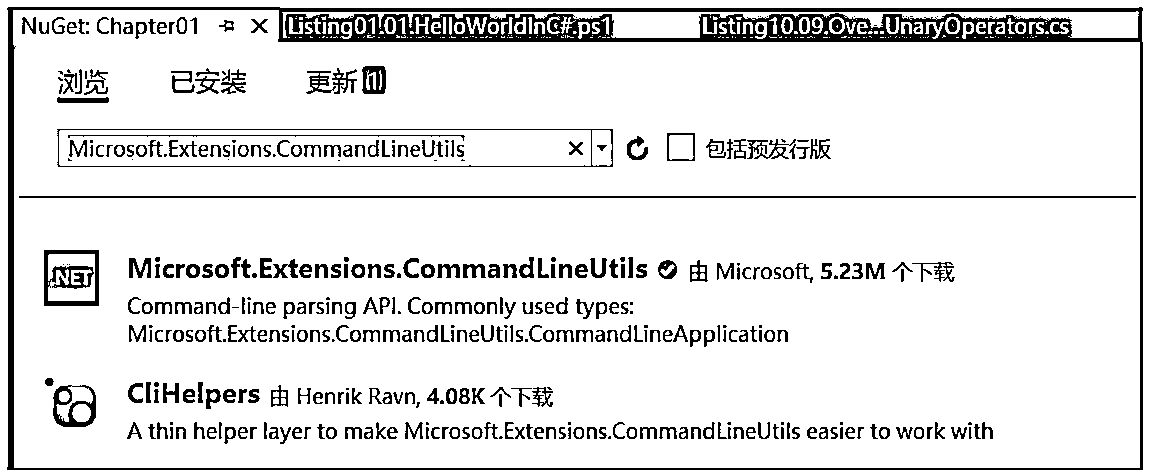 NuGet: Chapter01 Listing01.01.HelloWorldInC#.ps1 Listing10.09.Ove...UnaryOperators.cs
浏览 已安装 更新 1
Microsoft.Extensions.CommandLineUtils 包括预发行版
.NET Microsoft.Extensions.CommandLineUtils 由 Microsoft, 5.23M 个下载
Command-line parsing API. Commonly used types:
Microsoft.Extensions.CommandLineUtils.CommandLineApplication
CliHelpers 由 Henrik Ravn, 4.08K 个下载
A thin helper layer to make Microsoft.Extensions.CommandLineUtils easier to work with